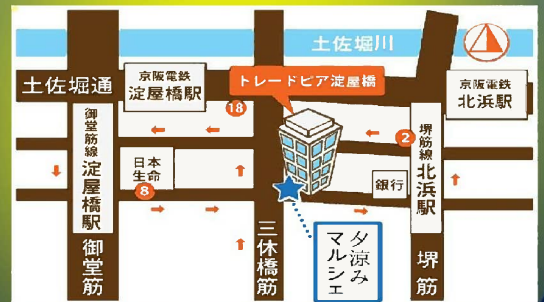 土佐堀川
トレードピア淀屋橋
京阪電鉄
淀屋橋駅
京阪電鉄
北浜駅
土佐堀通
18
2
御堂筋線
淀屋橋駅
日本
生命
8
堺筋線
北浜駅
銀行
夕涼み
マルシェ
御堂筋
三休橋筋
堺筋